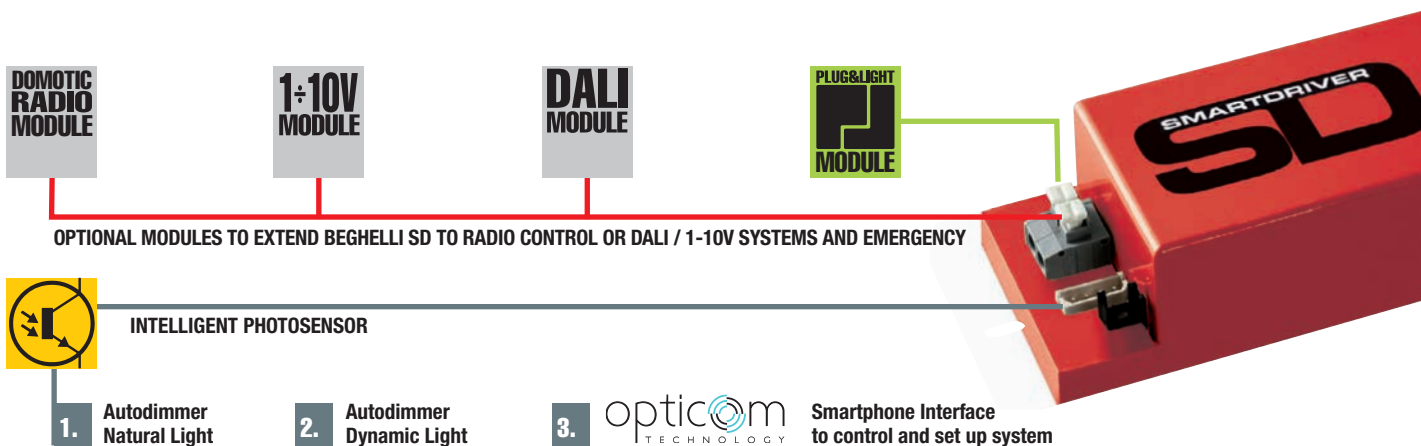 DOMOTIC
RADIO
MODULE
1÷10V
MODULE
DALI
MODULE
PLUG&LIGHT
MODULE
SMARTDRIVER
SD
OPTIONAL MODULES TO EXTEND BEGHELLI SD TO RADIO CONTROL OR DALI / 1-10V SYSTEMS AND EMERGENCY
INTELLIGENT PHOTOSENSOR
1.
Autodimmer
Natural Light
2.
Autodimmer
Dynamic Light
3.
opticom
TECHNOLOGY
Smartphone Interface
to control and set up system